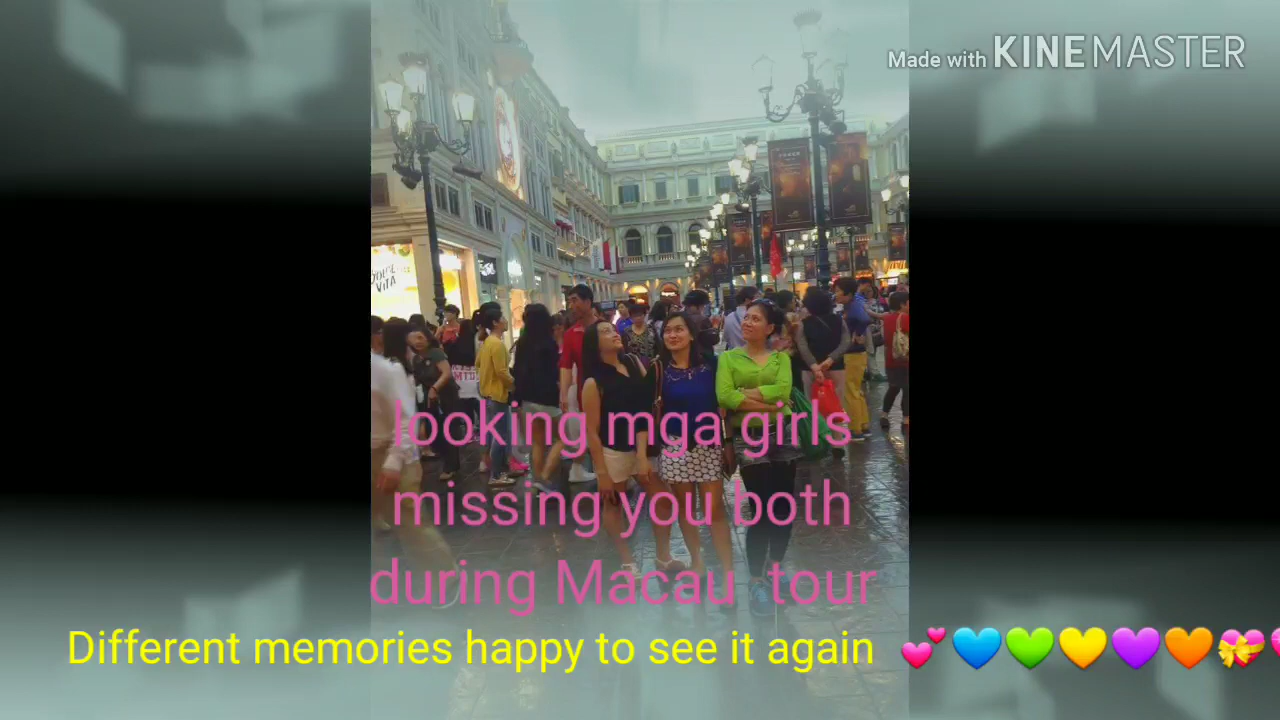 Made with KINEMASTER
looking mga girls
missing you both
during Macau tour
Different memories happy to see it again 💕💙💚💛💜🧡💝